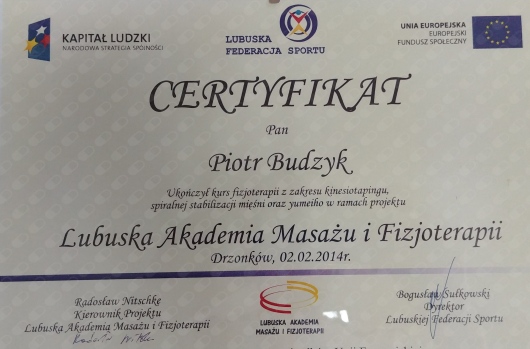 KAPITAŁ LUDZKI
NARODOWA STRATEGIA SPÓJNOŚCI
LUBUSKA
FEDERACJA SPORTU
UNIA EUROPEJSKA
EUROPEJSKI
FUNDUSZ SPOŁECZNY
CERTYFIKAT
Pan
Piotr Budzyk
Ukończył kurs fizjoterapii z zakresu kinesiotapingu,
spiralnej stabilizacji mięśni oraz yumeiho w ramach projektu
Lubuska Akademia Masażu i Fizjoterapii
Drzonków, 02.02.2014r.
Radosław Nitschke
Kierownik Projektu
Lubuska Akademia Masażu i Fizjoterapii
LUBUSKA AKADEMIA
MASAŻU I FIZJOTERAPII
Bogusław Sułkowski
Dyrektor
Lubuskiej Federacji Sportu